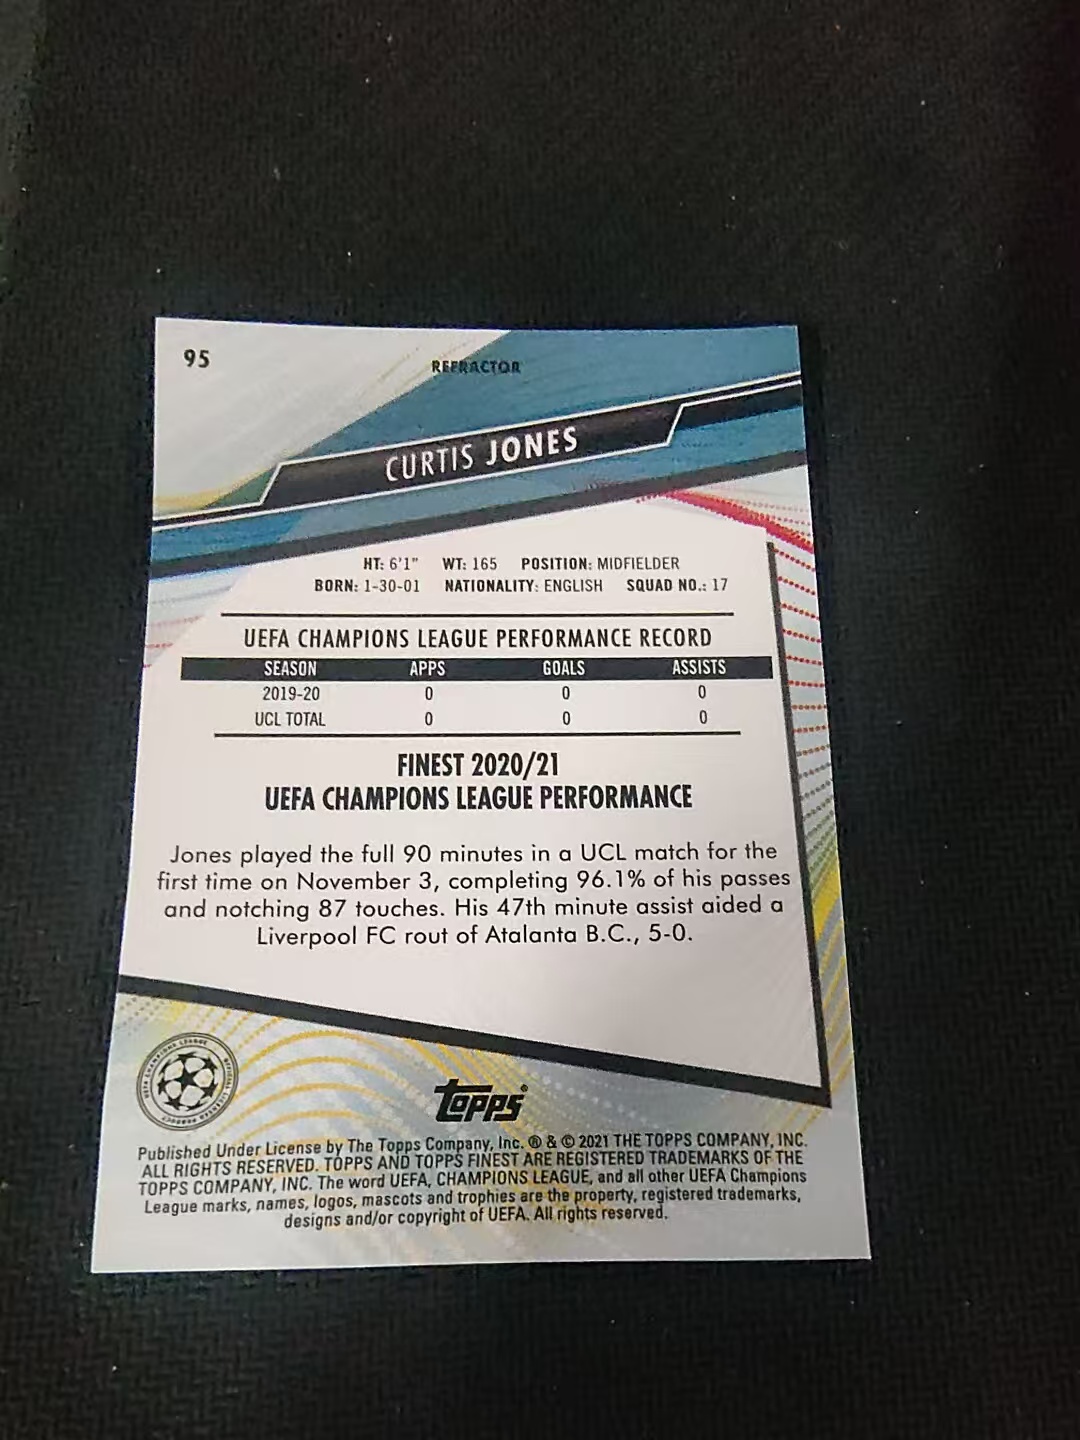 95
REFRACTOR
CURTIS JONES
HT: 6'1" WT: 165 POSITION: MIDFIELDER
BORN: 1-30-01 NATIONALITY: ENGLISH SQUAD NO.: 17
UEFA CHAMPIONS LEAGUE PERFORMANCE RECORD
SEASON APPS GOALS ASSISTS
2019-20 0 0 0
UCL TOTAL 0 0 0
FINEST 2020/21
UEFA CHAMPIONS LEAGUE PERFORMANCE
Jones played the full 90 minutes in a UCL match for the
first time on November 3, completing 96.1% of his passes
and notching 87 touches. His 47th minute assist aided a
Liverpool FC rout of Atalanta B.C., 5-0.
UEFA CHAMPIONS LEAGUE OFFICIAL LICENSED PRODUCT
Topps®
Published Under License by The Topps Company, Inc. ® & © 2021 THE TOPPS COMPANY, INC.
ALL RIGHTS RESERVED. TOPPS AND TOPPS FINEST ARE REGISTERED TRADEMARKS OF THE
TOPPS COMPANY, INC. The word UEFA, CHAMPIONS LEAGUE, and all other UEFA Champions
League marks, names, logos, mascots and trophies are the property, registered trademarks,
designs and/or copyright of UEFA. All rights reserved.